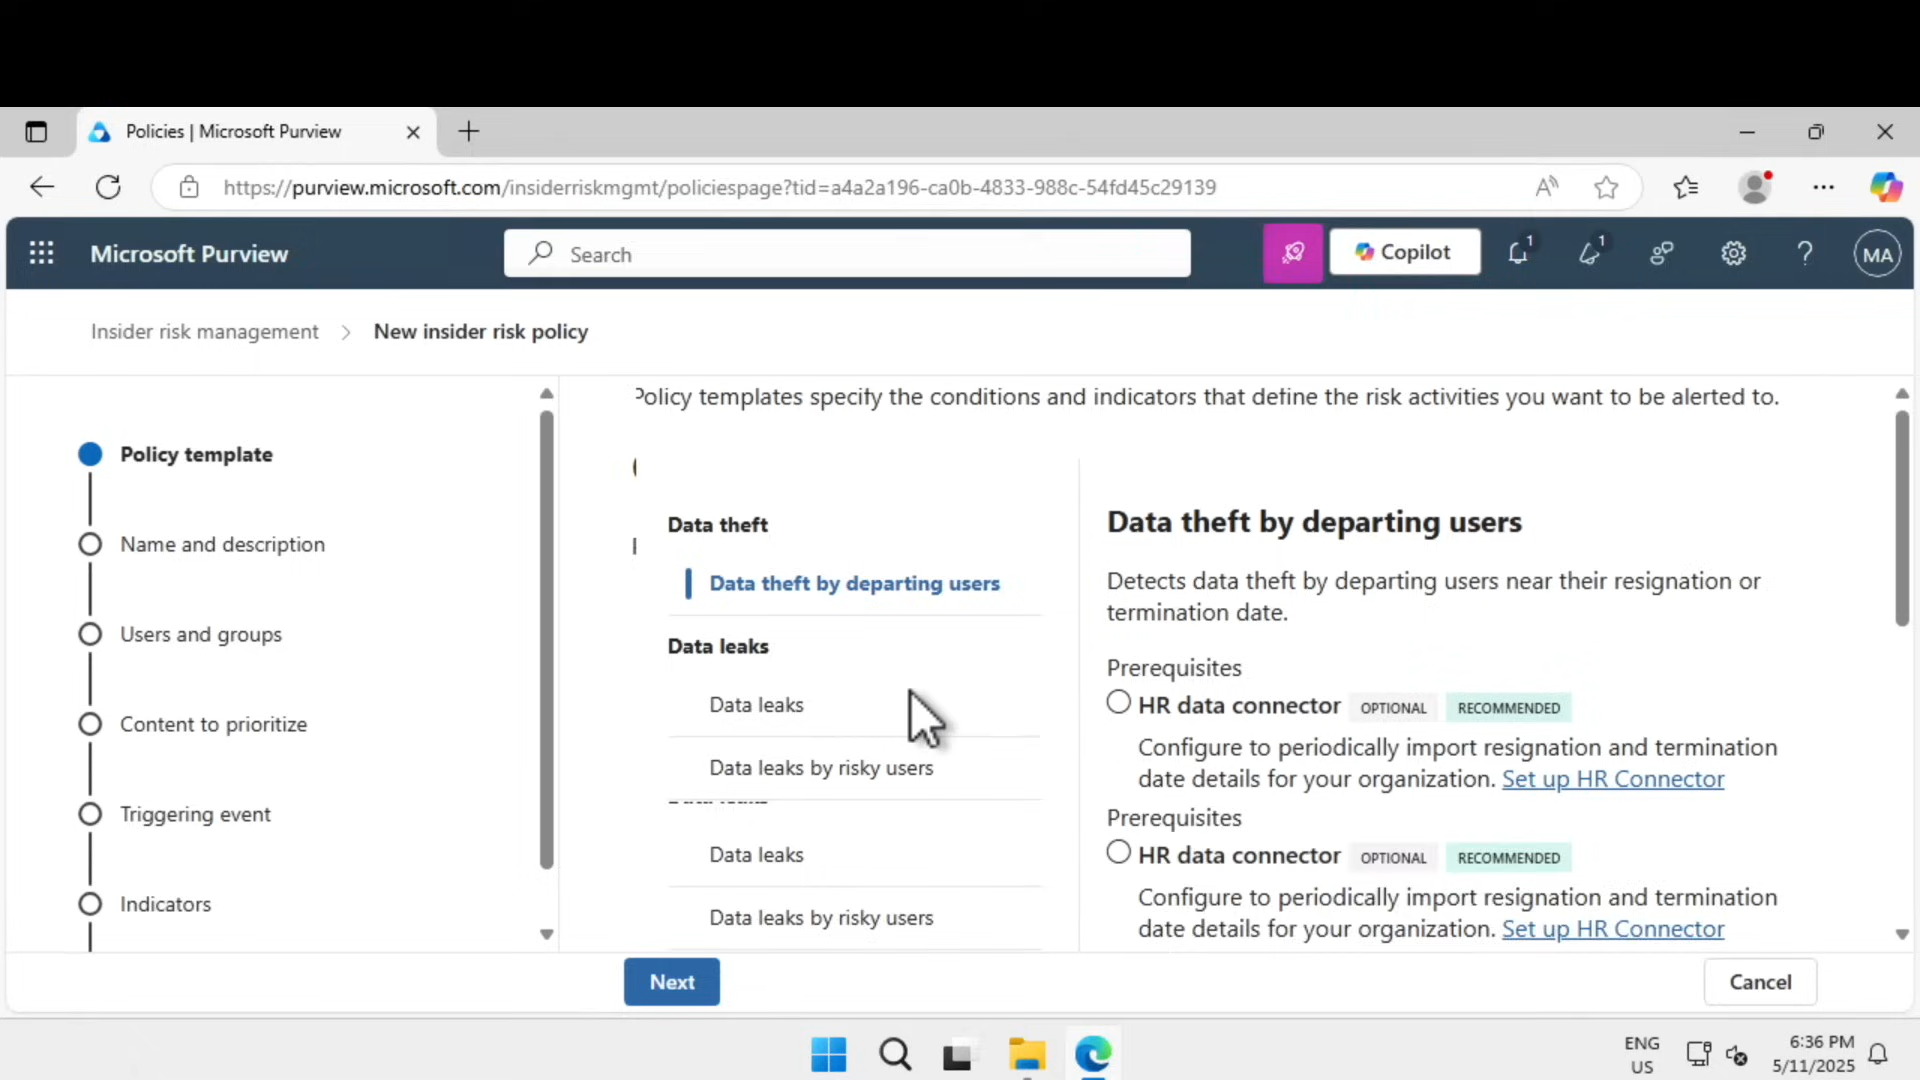 Policies | Microsoft Purview
https://purview.microsoft.com/insiderriskmgmt/policiespage?tid=a4a2a196-ca0b-4833-988c-54fd45c29139
Microsoft Purview
Search
Copilot
1
1
MA
Insider risk management > New insider risk policy
Policy templates specify the conditions and indicators that define the risk activities you want to be alerted to.
Policy template
Name and description
Users and groups
Content to prioritize
Triggering event
Indicators
Data theft
Data theft by departing users
Data leaks
Data leaks
Data leaks by risky users
Data leaks
Data leaks by risky users
Data theft by departing users
Detects data theft by departing users near their resignation or
termination date.
Prerequisites
HR data connector OPTIONAL RECOMMENDED
Configure to periodically import resignation and termination
date details for your organization. Set up HR Connector
Prerequisites
HR data connector OPTIONAL RECOMMENDED
Configure to periodically import resignation and termination
date details for your organization. Set up HR Connector
Next
Cancel
ENG
US
6:36 PM
5/11/2025